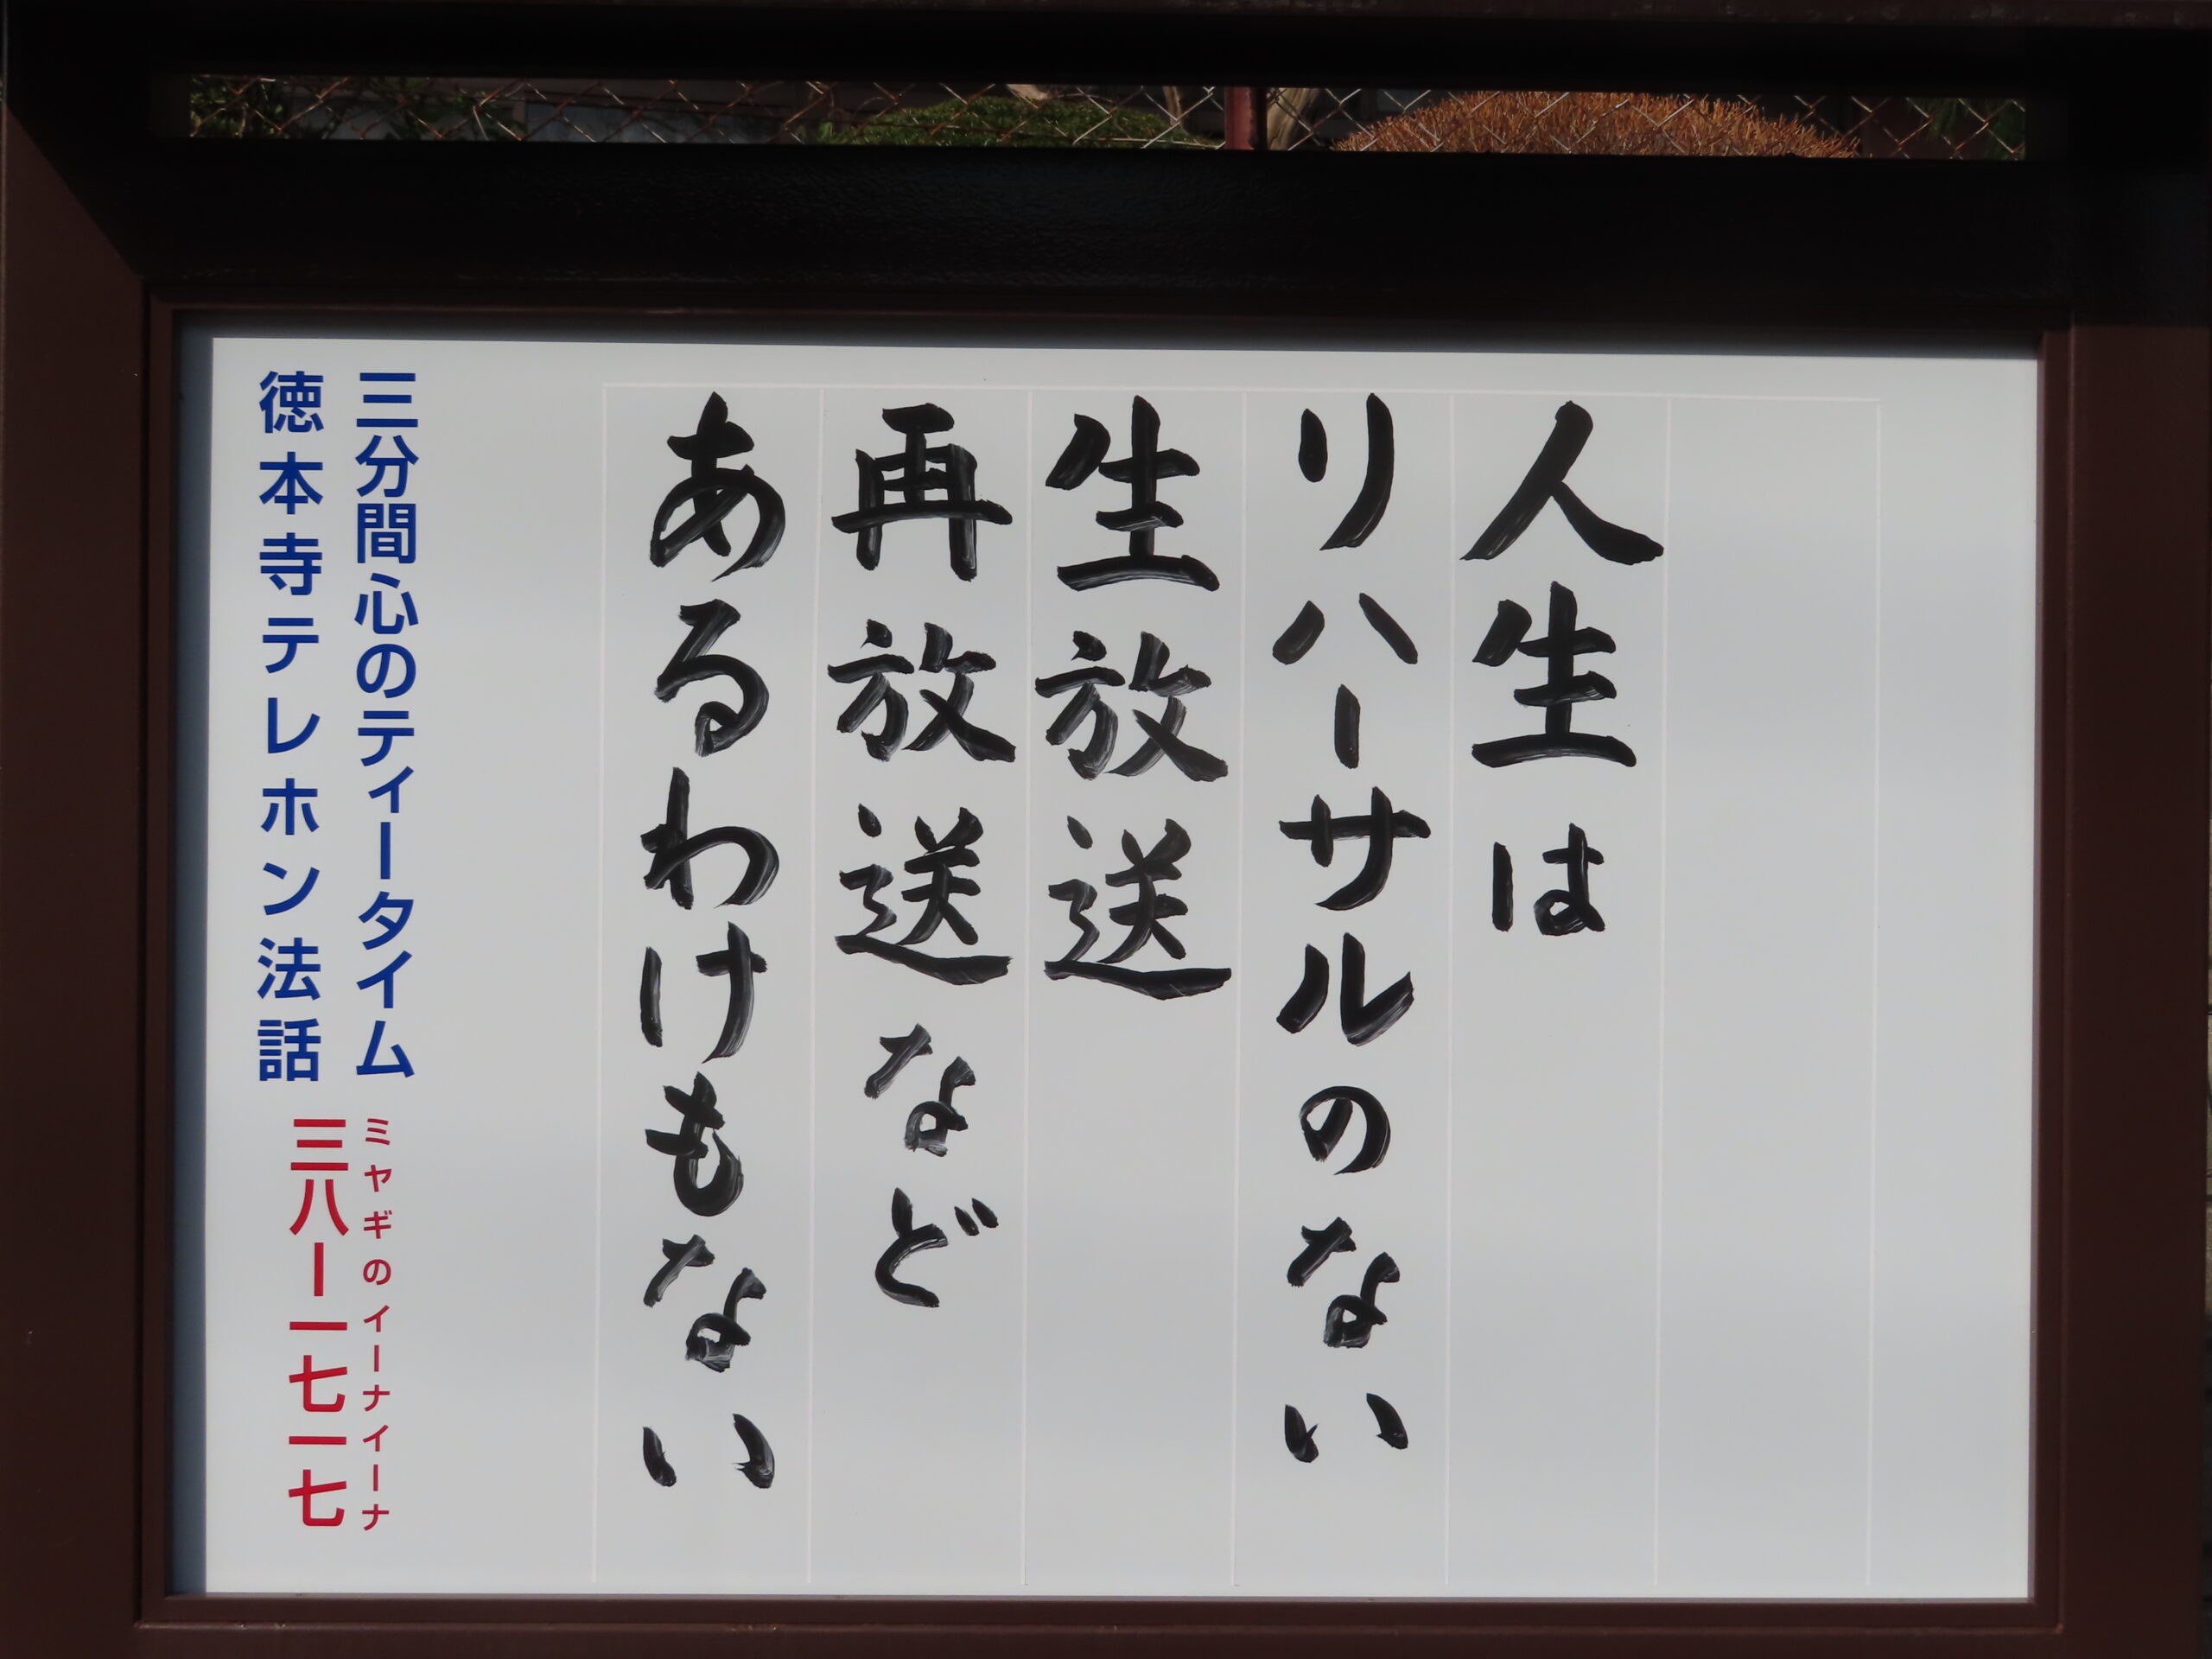 人生は
リハーサルのない
生放送
再放送など
あるわけもない
三分間心のティータイム
徳本寺テレホン法話
ミヤギのイーナイーナ
三八ー一七一七